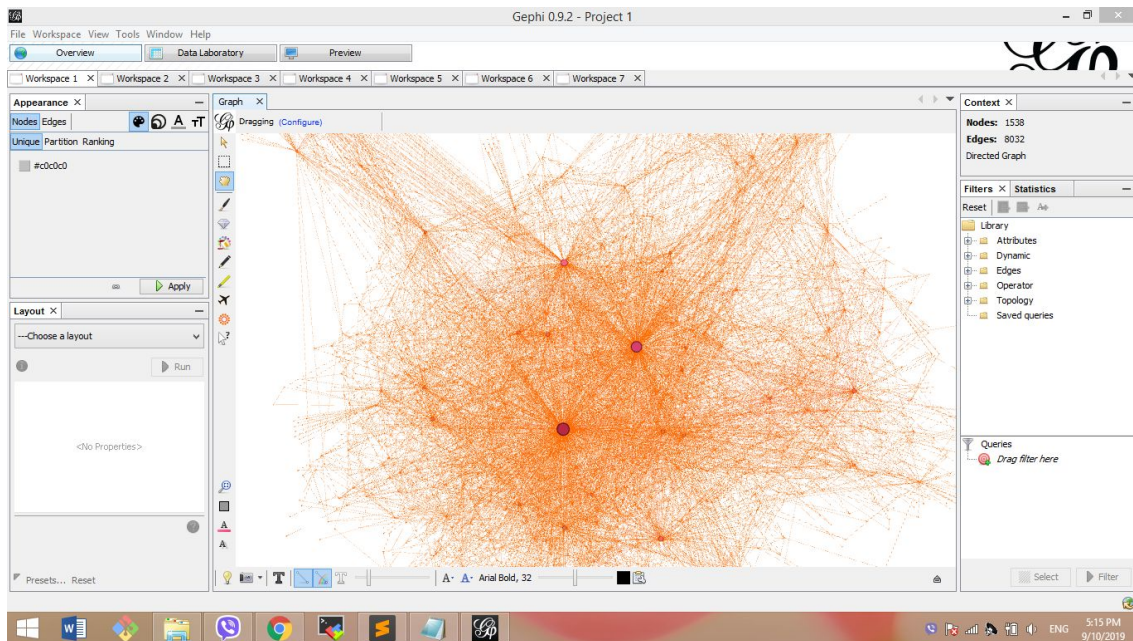 Gephi 0.9.2 - Project 1
File Workspace View Tools Window Help
Overview Data Laboratory Preview
Workspace 1 X Workspace 2 X Workspace 3 X Workspace 4 X Workspace 5 X Workspace 6 X Workspace 7 X
Appearance
Nodes Edges
Unique Partition Ranking
#c0c0c0
Apply
Layout
---Choose a layout
Run
<No Properties>
Presets... Reset
Graph
Dragging (Configure)
Arial Bold, 32
Context
Nodes: 1538
Edges: 8032
Directed Graph
Filters Statistics
Reset
Library
Attributes
Dynamic
Edges
Operator
Topology
Saved queries
Queries
Drag filter here
Select Filter
ENG
5:15 PM
9/10/2019